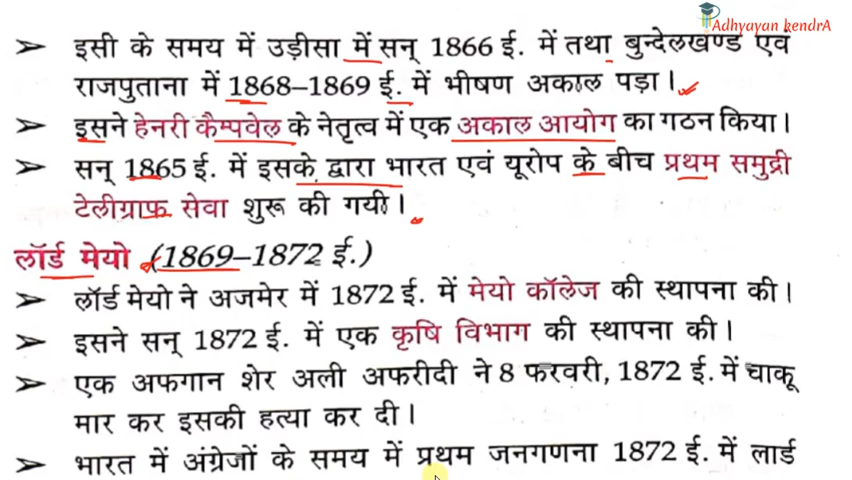 Adhyayan kendrA
➤ इसी के समय में उड़ीसा में सन् 1866 ई. में तथा बुन्देलखण्ड एवं
राजपुताना में 1868–1869 ई. में भीषण अकाल पड़ा।
➤ इसने हेनरी कैम्पवेल के नेतृत्व में एक अकाल आयोग का गठन किया।
➤ सन् 1865 ई. में इसके द्वारा भारत एवं यूरोप के बीच प्रथम समुद्री
टेलीग्राफ सेवा शुरू की गयी।
लॉर्ड मेयो (1869–1872 ई.)
➤ लॉर्ड मेयो ने अजमेर में 1872 ई. में मेयो कॉलेज की स्थापना की।
➤ इसने सन् 1872 ई. में एक कृषि विभाग की स्थापना की।
➤ एक अफगान शेर अली अफरीदी ने 8 फरवरी, 1872 ई. में चाकू
मार कर इसकी हत्या कर दी।
➤ भारत में अंग्रेजों के समय में प्रथम जनगणना 1872 ई. में लार्ड